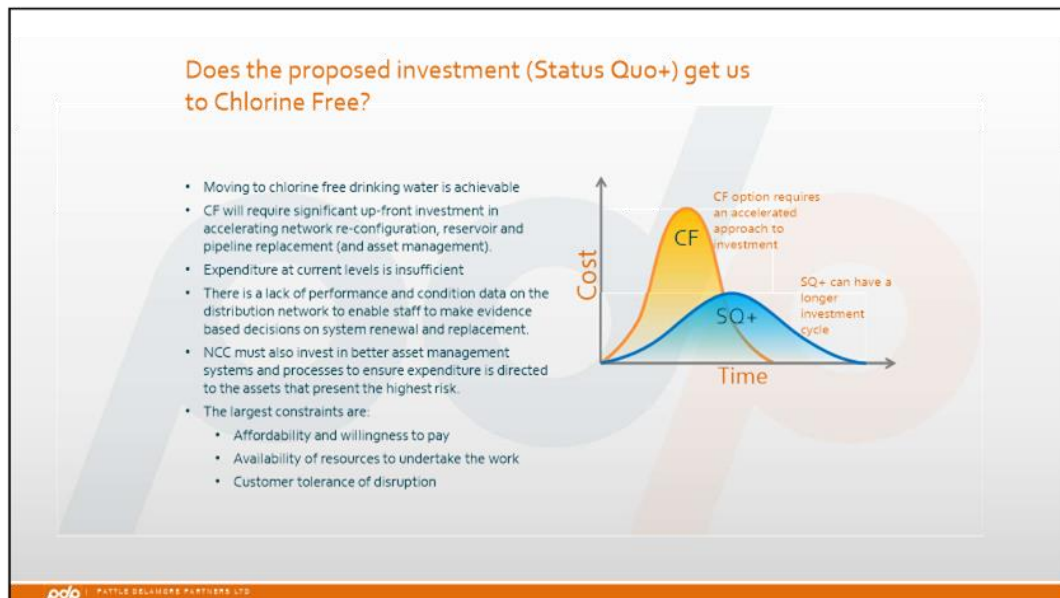 Does the proposed investment (Status Quo+) get us
to Chlorine Free?
• Moving to chlorine free drinking water is achievable
• CF will require significant up-front investment in
accelerating network re-configuration, reservoir and
pipeline replacement (and asset management).
• Expenditure at current levels is insufficient
• There is a lack of performance and condition data on the
distribution network to enable staff to make evidence
based decisions on system renewal and replacement.
• NCC must also invest in better asset management
systems and processes to ensure expenditure is directed
to the assets that present the highest risk.
• The largest constraints are:
• Affordability and willingness to pay
• Availability of resources to undertake the work
• Customer tolerance of disruption
Cost
CF
SQ+
Time
CF option requires
an accelerated
approach to
investment
SQ+ can have a
longer
investment
cycle
pdp
pdp | PATTLE DELAMORE PARTNERS LTD